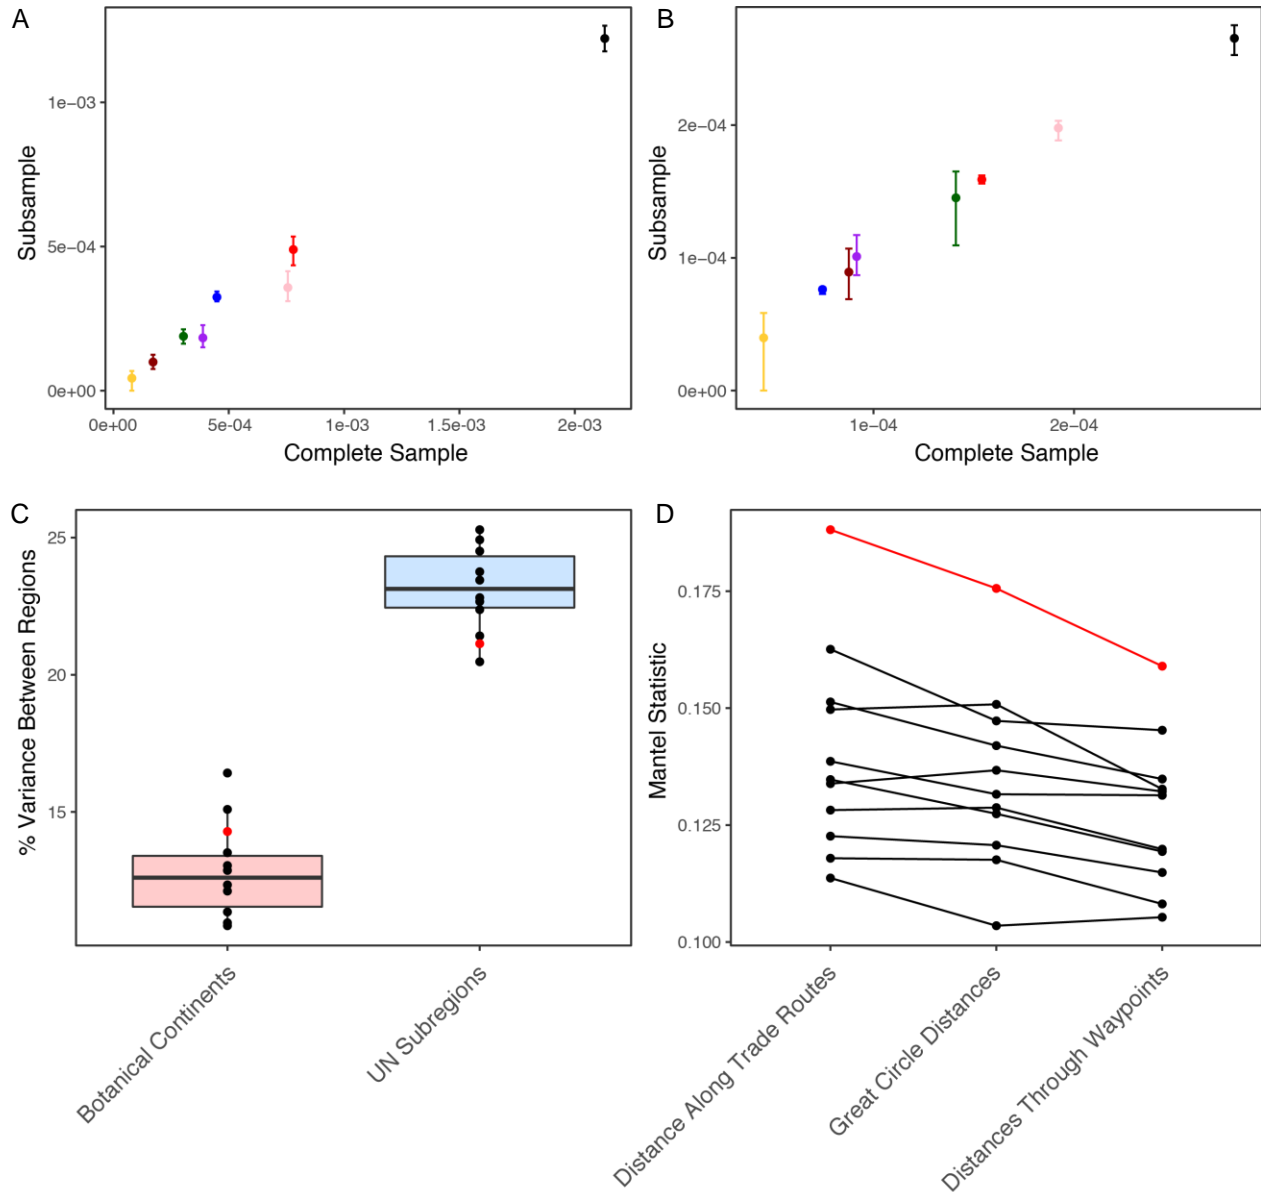 A
Subsample
1e−03
5e−04
0e+00
0e+00 5e−04 1e−03 1.5e−03 2e−03
Complete Sample
B
Subsample
2e−04
1e−04
0e+00
1e−04 2e−04
Complete Sample
C
% Variance Between Regions
25
20
15
Botanical Continents
UN Subregions
D
Mantel Statistic
0.175
0.150
0.125
0.100
Distance Along Trade Routes
Great Circle Distances
Distances Through Waypoints